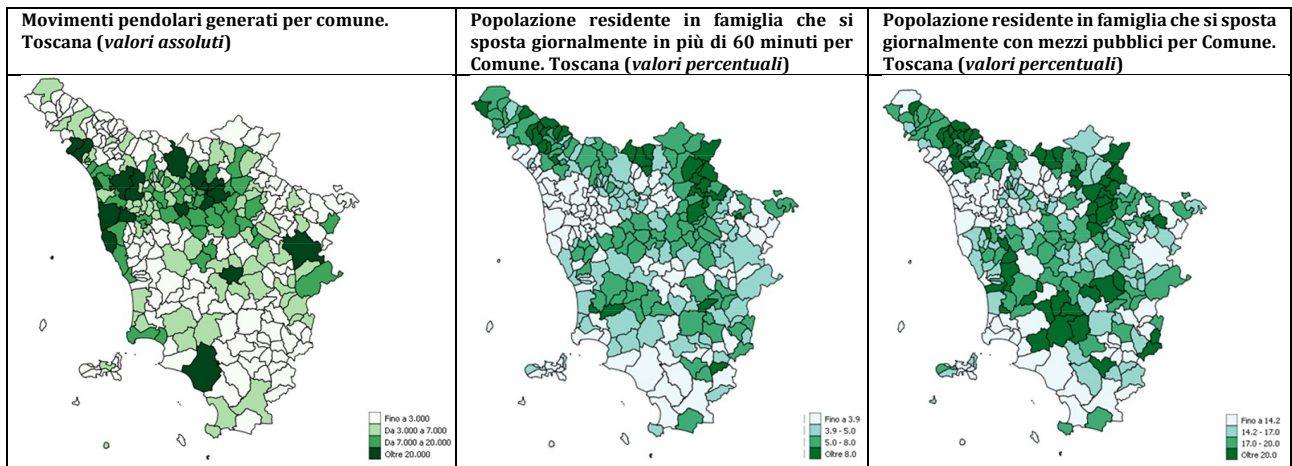 Movimenti pendolari generati per comune.
Toscana (valori assoluti)
Popolazione residente in famiglia che si
sposta giornalmente in più di 60 minuti per
Comune. Toscana (valori percentuali)
Popolazione residente in famiglia che si sposta
giornalmente con mezzi pubblici per Comune.
Toscana (valori percentuali)
Fino a 3.000
Da 3.000 a 7.000
Da 7.000 a 20.000
Oltre 20.000
Fino a 3.9
3.9 - 5.0
5.0 - 8.0
Oltre 8.0
Fino a 14.2
14.2 - 17.0
17.0 - 20.0
Oltre 20.0